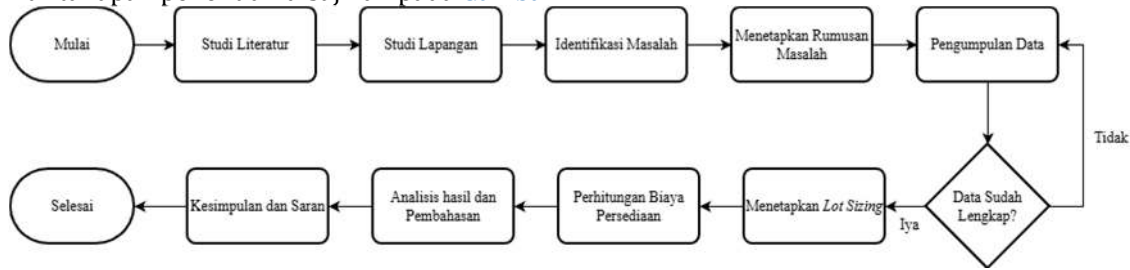 Mulai
Studi Literatur
Studi Lapangan
Identifikasi Masalah
Menetapkan Rumusan
Masalah
Pengumpulan Data
Tidak
Data Sudah
Lengkap?
Iya
Menetapkan Lot Sizing
Perhitungan Biaya
Persediaan
Analisis hasil dan
Pembahasan
Kesimpulan dan Saran
Selesai